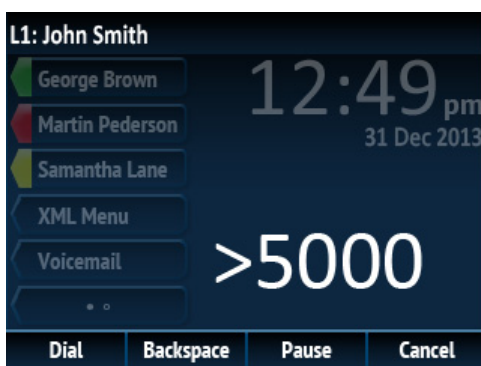 L1: John Smith
George Brown
Martin Pederson
Samantha Lane
XML Menu
Voicemail
12:49 pm
31 Dec 2013
>5000
Dial Backspace Pause Cancel